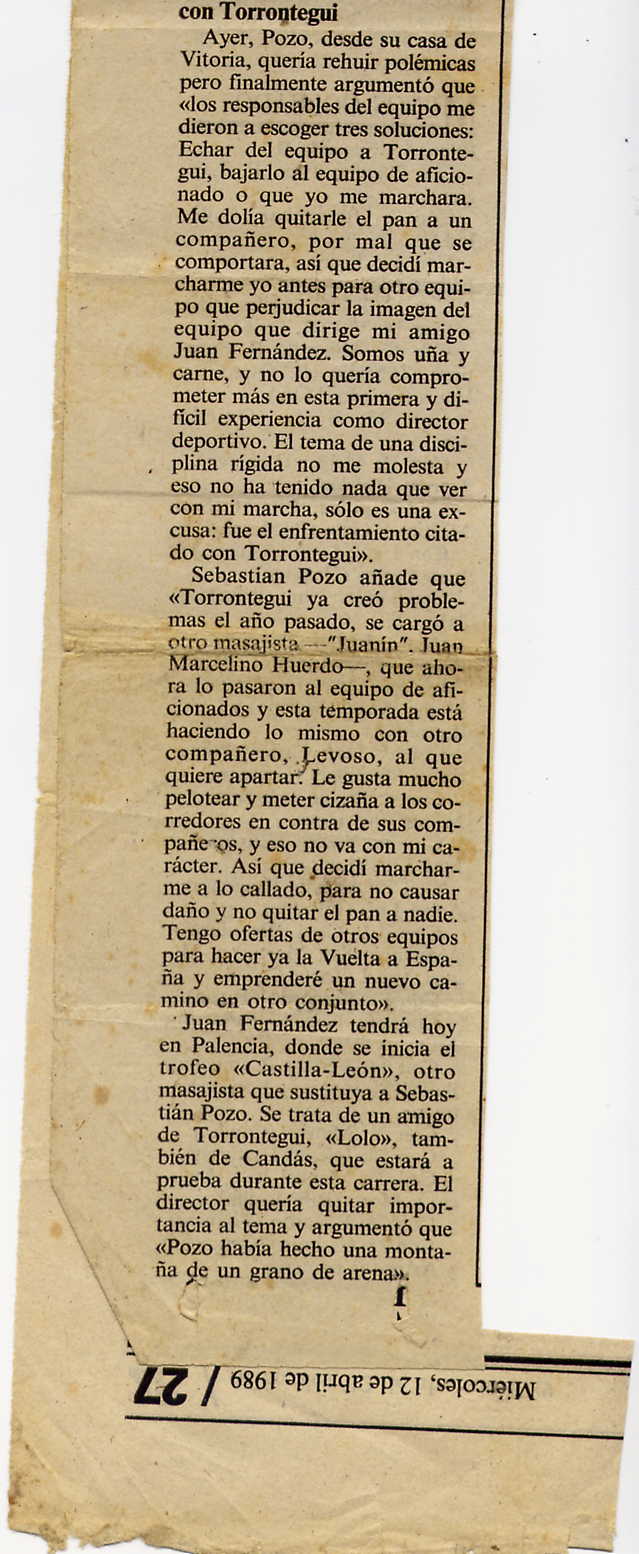 con Torrontegui
Ayer, Pozo, desde su casa de
Vitoria, quería rehuir polémicas
pero finalmente argumentó que
«los responsables del equipo me
dieron a escoger tres soluciones:
Echar del equipo a Torronte-
gui, bajarlo al equipo de aficio-
nado o que yo me marchara.
Me dolía quitarle el pan a un
compañero, por mal que se
comportara, así que decidí mar-
charme yo antes para otro equi-
po que perjudicar la imagen del
equipo que dirige mi amigo
Juan Fernández. Somos uña y
carne, y no lo quería compro-
meter más en esta primera y di-
fícil experiencia como director
deportivo. El tema de una disci-
plina rígida no me molesta y
eso no ha tenido nada que ver
con mi marcha, sólo es una ex-
cusa: fue el enfrentamiento cita-
do con Torrontegui».
Sebastian Pozo añade que
«Torrontegui ya creó proble-
mas el año pasado, se cargó a
otro masajista —"Juanín". Juan
Marcelino Huerdo—, que aho-
ra lo pasaron al equipo de afi-
cionados y esta temporada está
haciendo lo mismo con otro
compañero, Levoso, al que
quiere apartar. Le gusta mucho
pelotear y meter cizaña a los co-
rredores en contra de sus com-
pañeros, y eso no va con mi ca-
rácter. Así que decidí marchar-
me a lo callado, para no causar
daño y no quitar el pan a nadie.
Tengo ofertas de otros equipos
para hacer ya la Vuelta a Espa-
ña y emprenderé un nuevo ca-
mino en otro conjunto».
Juan Fernández tendrá hoy
en Palencia, donde se inicia el
trofeo «Castilla-León», otro
masajista que sustituya a Sebas-
tián Pozo. Se trata de un amigo
de Torrontegui, «Lolo», tam-
bién de Candás, que estará a
prueba durante esta carrera. El
director quería quitar impor-
tancia al tema y argumentó que
«Pozo había hecho una monta-
ña de un grano de arena».
Miércoles, 12 de abril de 1989 / 27